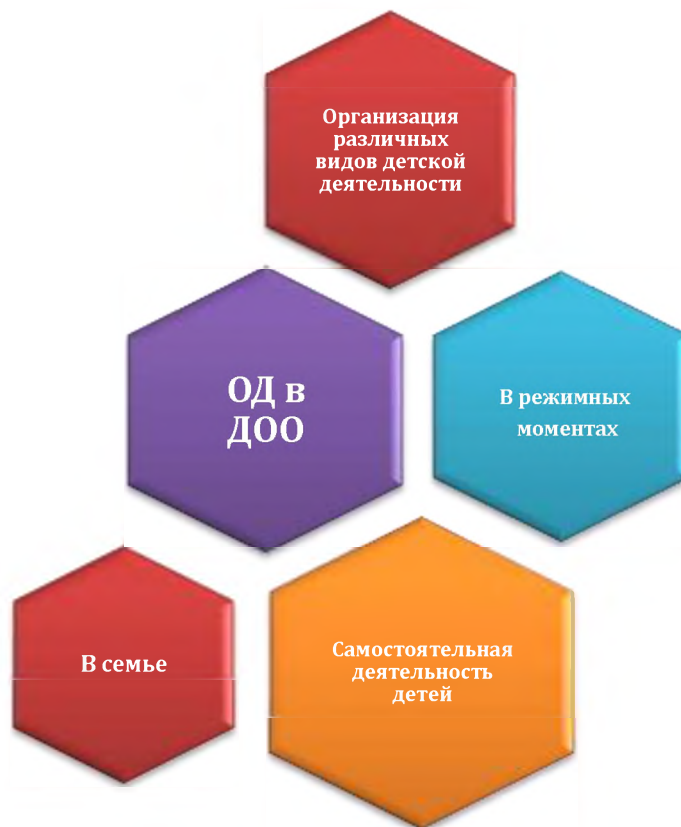 Организация
различных
видов детской
деятельности
ОД в
ДОО
В режимных
моментах
В семье
Самостоятельная
деятельность
детей